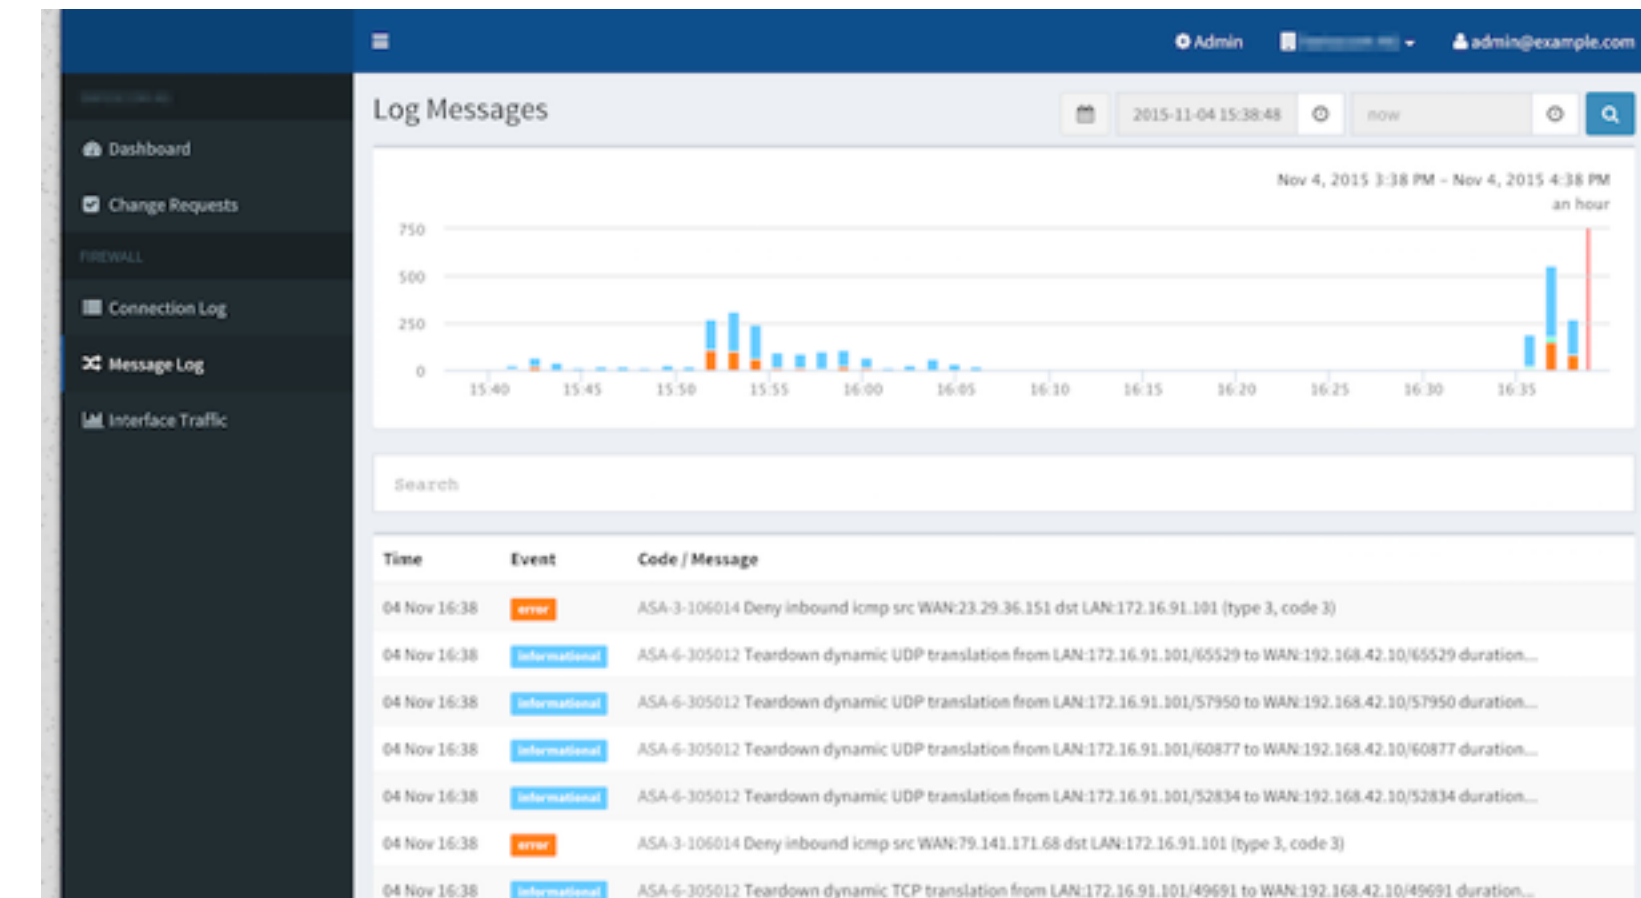 Admin
admin@example.com
Log Messages
2015-11-04 15:38:48
now
Dashboard
Change Requests
FIREWALL
Connection Log
Message Log
Interface Traffic
Nov 4, 2015 3:38 PM – Nov 4, 2015 4:38 PM
an hour
750
500
250
0
15:40 15:45 15:50 15:55 16:00 16:05 16:10 16:15 16:20 16:25 16:30 16:35
Search
Time Event Code / Message
04 Nov 16:38 error ASA-3-106014 Deny inbound icmp src WAN:23.29.36.151 dst LAN:172.16.91.101 (type 3, code 3)
04 Nov 16:38 informational ASA-6-305012 Teardown dynamic UDP translation from LAN:172.16.91.101/65529 to WAN:192.168.42.10/65529 duration...
04 Nov 16:38 informational ASA-6-305012 Teardown dynamic UDP translation from LAN:172.16.91.101/57950 to WAN:192.168.42.10/57950 duration...
04 Nov 16:38 informational ASA-6-305012 Teardown dynamic UDP translation from LAN:172.16.91.101/60877 to WAN:192.168.42.10/60877 duration...
04 Nov 16:38 informational ASA-6-305012 Teardown dynamic UDP translation from LAN:172.16.91.101/52834 to WAN:192.168.42.10/52834 duration...
04 Nov 16:38 error ASA-3-106014 Deny inbound icmp src WAN:79.141.171.68 dst LAN:172.16.91.101 (type 3, code 3)
04 Nov 16:38 informational ASA-6-305012 Teardown dynamic TCP translation from LAN:172.16.91.101/49691 to WAN:192.168.42.10/49691 duration...